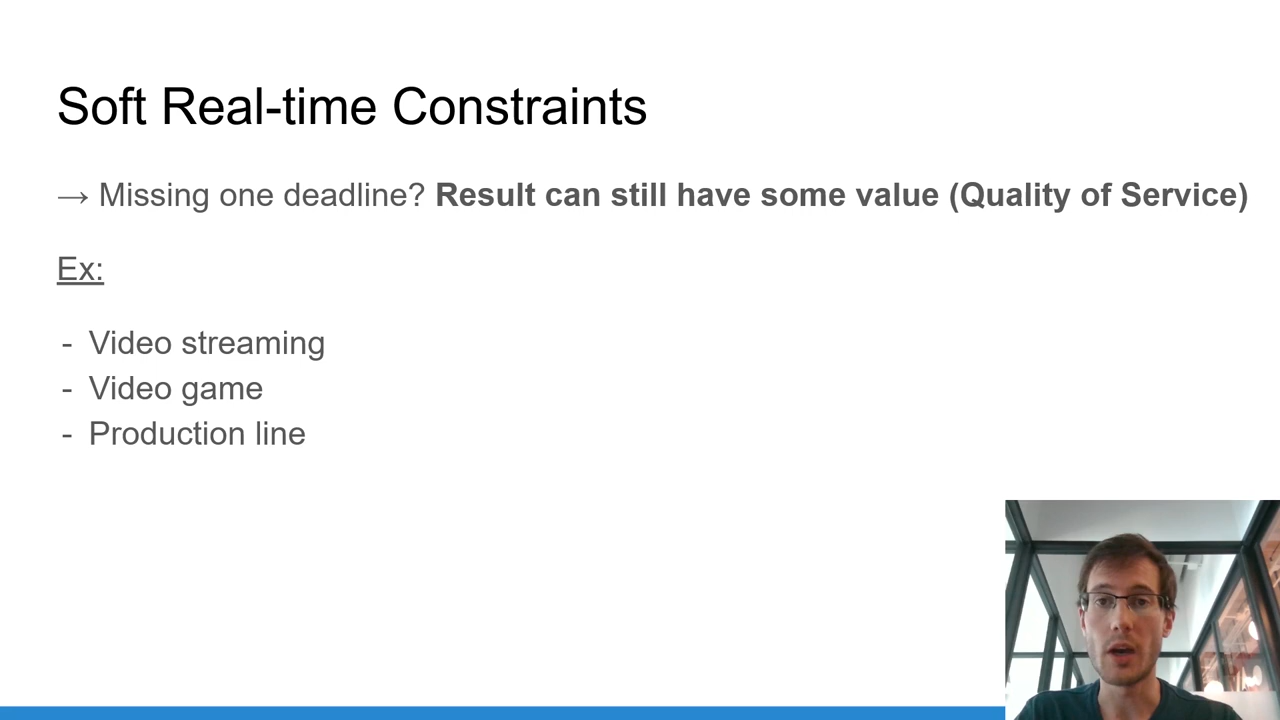 Soft Real-time Constraints
→ Missing one deadline? Result can still have some value (Quality of Service)
Ex:
- Video streaming
- Video game
- Production line